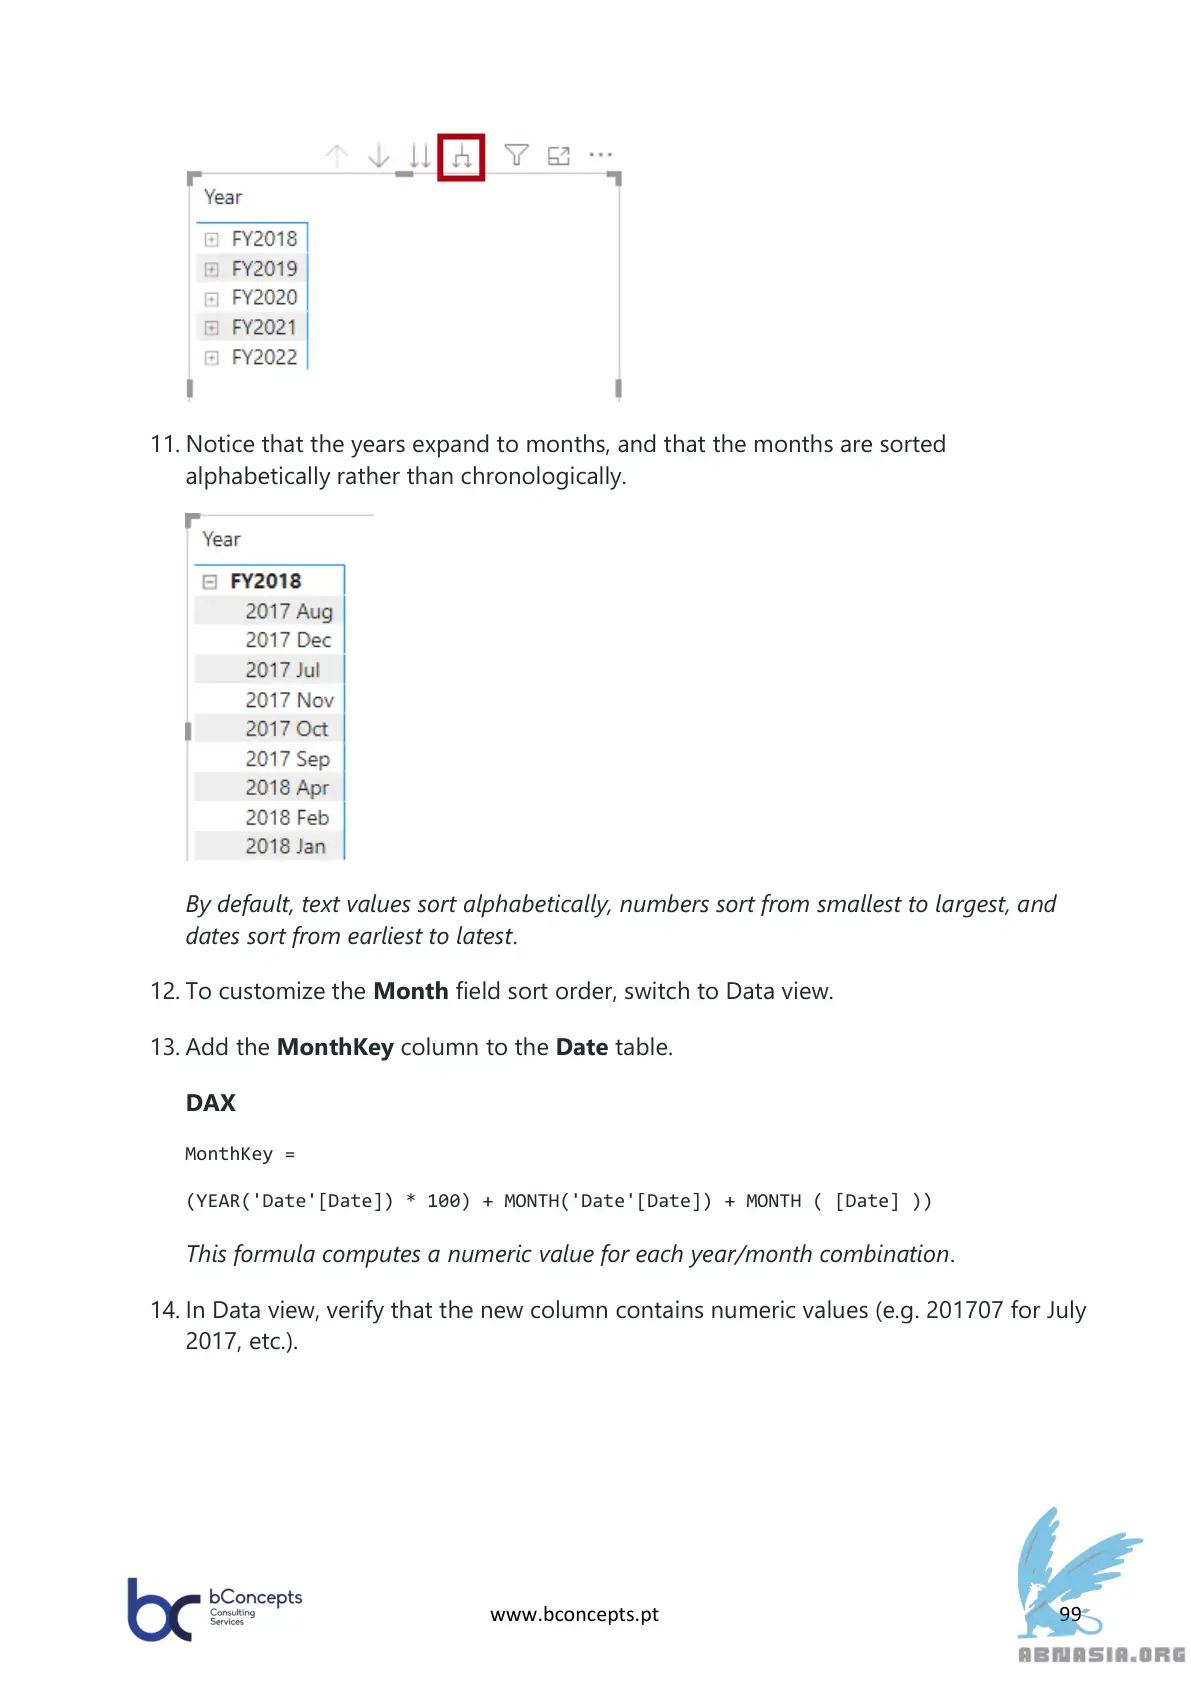 Year
FY2018
FY2019
FY2020
FY2021
FY2022
11. Notice that the years expand to months, and that the months are sorted
alphabetically rather than chronologically.
Year
FY2018
2017 Aug
2017 Dec
2017 Jul
2017 Nov
2017 Oct
2017 Sep
2018 Apr
2018 Feb
2018 Jan
By default, text values sort alphabetically, numbers sort from smallest to largest, and
dates sort from earliest to latest.
12. To customize the Month field sort order, switch to Data view.
13. Add the MonthKey column to the Date table.
DAX
MonthKey =
(YEAR('Date'[Date]) * 100) + MONTH('Date'[Date]) + MONTH ( [Date] ))
This formula computes a numeric value for each year/month combination.
14. In Data view, verify that the new column contains numeric values (e.g. 201707 for July
2017, etc.).
bc bConcepts
Consulting
Services
www.bconcepts.pt
99
ABNASIA.ORG